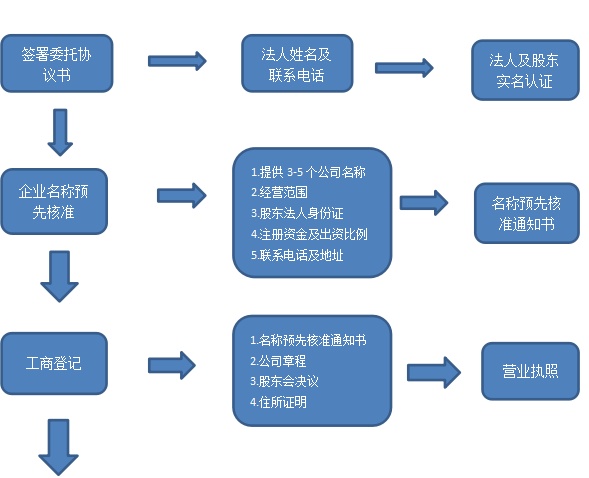 签署委托协
议书
法人姓名及
联系电话
法人及股东
实名认证
企业名称预
先核准
1.提供 3-5 个公司名称
2.经营范围
3.股东法人身份证
4.注册资金及出资比例
5.联系电话及地址
名称预先核
准通知书
工商登记
1.名称预先核准通知书
2.公司章程
3.股东会决议
4.住所证明
营业执照